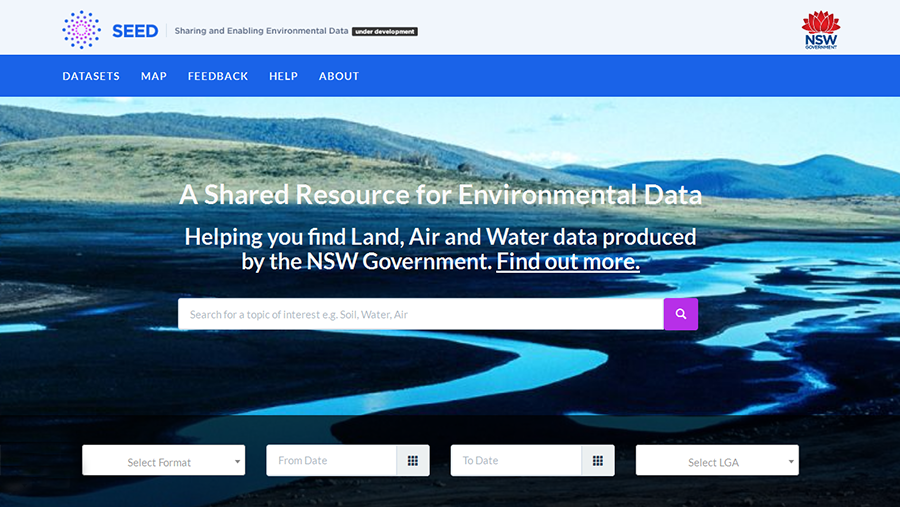 SEED
Sharing and Enabling Environmental Data under development
NSW
GOVERNMENT
DATASETS MAP FEEDBACK HELP ABOUT
A Shared Resource for Environmental Data
Helping you find Land, Air and Water data produced
by the NSW Government. Find out more.
Search for a topic of interest e.g. Soil, Water, Air
Select Format From Date To Date Select LGA